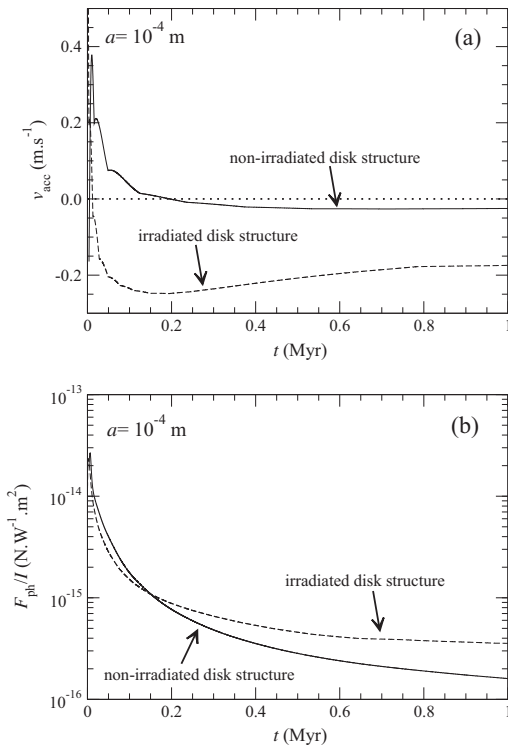 a= 10⁻⁴ m
(a)
0.4
0.2
0.0
-0.2
v_acc (m.s⁻¹)
non-irradiated disk structure
irradiated disk structure
0
0.2
0.4
0.6
0.8
1
t (Myr)
a= 10⁻⁴ m
(b)
10⁻¹³
10⁻¹⁴
10⁻¹⁵
10⁻¹⁶
F_ph/I (N.W⁻¹.m²)
irradiated disk structure
non-irradiated disk structure
0
0.2
0.4
0.6
0.8
1
t (Myr)